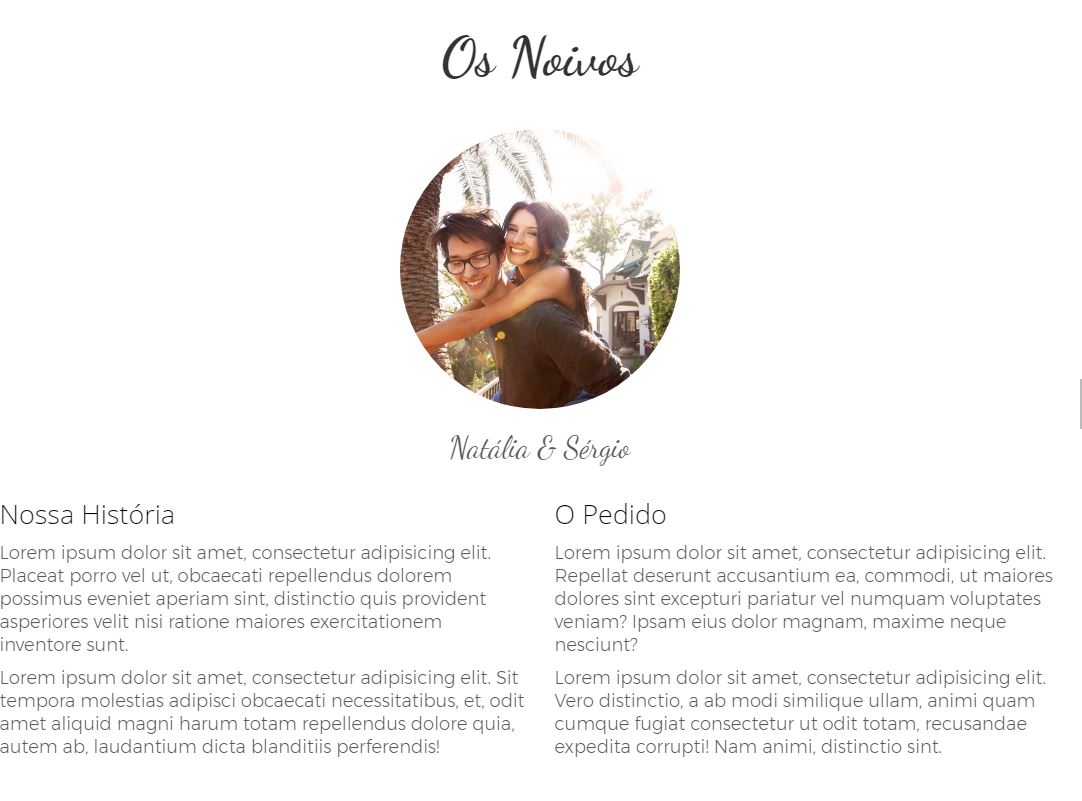 Os Noivos
Natália & Sérgio
Nossa História
Lorem ipsum dolor sit amet, consectetur adipisicing elit.
Placeat porro vel ut, obcaecati repellendus dolorem
possimus eveniet aperiam sint, distinctio quis provident
asperiores velit nisi ratione maiores exercitationem
inventore sunt.
Lorem ipsum dolor sit amet, consectetur adipisicing elit. Sit
tempora molestias adipisci obcaecati necessitatibus, et, odit
amet aliquid magni harum totam repellendus dolore quia,
autem ab, laudantium dicta blanditiis perferendis!
O Pedido
Lorem ipsum dolor sit amet, consectetur adipisicing elit.
Repellat deserunt accusantium ea, commodi, ut maiores
dolores sint excepturi pariatur vel numquam voluptates
veniam? Ipsam eius dolor magnam, maxime neque
nesciunt?
Lorem ipsum dolor sit amet, consectetur adipisicing elit.
Vero distinctio, a ab modi similique ullam, animi quam
cumque fugiat consectetur ut odit totam, recusandae
expedita corrupti! Nam animi, distinctio sint.